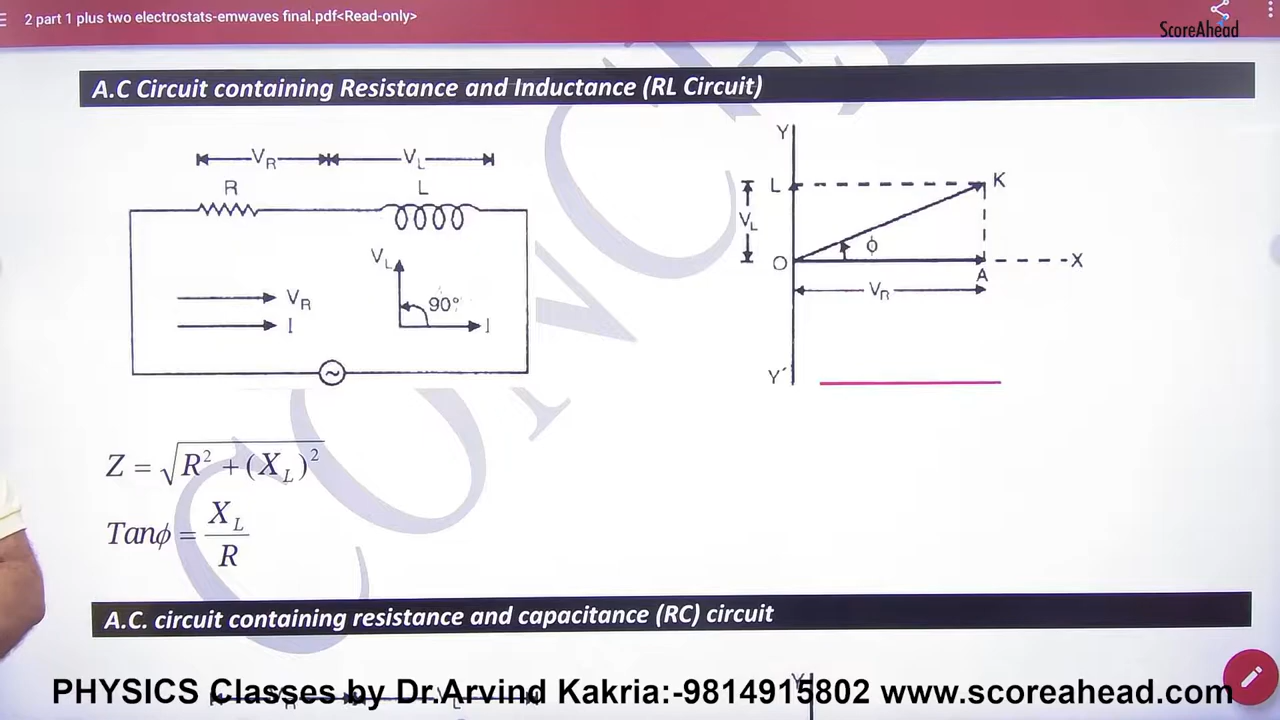 2 part 1 plus two electrostats-emwaves final.pdf<Read-only>
ScoreAhead
A.C Circuit containing Resistance and Inductance (RL Circuit)
V_R V_L
R L
V_L
90°
V_R
I I
Y
L K
V_L
φ
O A X
V_R
Y´
Z = √R² + (X_L)²
Tanφ = X_L / R
A.C. circuit containing resistance and capacitance (RC) circuit
Y
PHYSICS Classes by Dr.Arvind Kakria:-9814915802 www.scoreahead.com